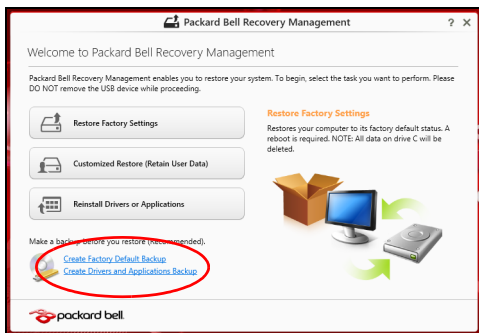 Packard Bell Recovery Management ? X
Welcome to Packard Bell Recovery Management
Packard Bell Recovery Management enables you to restore your system. To begin, select the task you want to perform. Please
DO NOT remove the USB device while proceeding.
Restore Factory Settings
Restore Factory Settings
Restores your computer to its factory default status. A
reboot is required. NOTE: All data on drive C will be
deleted.
Customized Restore (Retain User Data)
Reinstall Drivers or Applications
Make a backup before you restore (Recommended).
Create Factory Default Backup
Create Drivers and Applications Backup
packard bell.